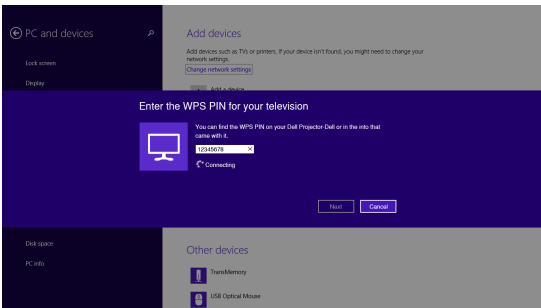 PC and devices
Lock screen
Display
Disk space
PC info
Add devices
Add devices such as TVs or printers. If your device isn't found, you might need to change your
network settings.
Change network settings
Add a device
Enter the WPS PIN for your television
You can find the WPS PIN on your Dell Projector-Dell or in the into that
came with it.
12345678
Connecting
Next
Cancel
Other devices
TransMemory
USB Optical Mouse